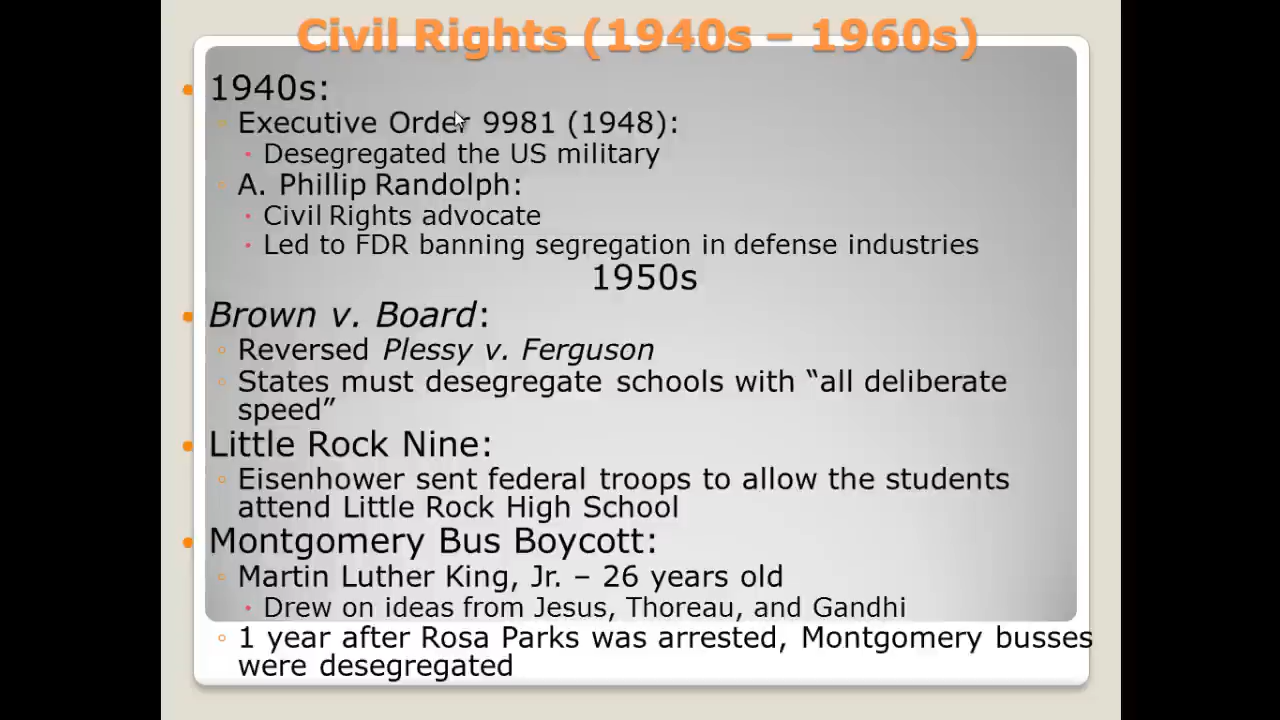 Civil Rights (1940s – 1960s)
1940s:
Executive Order 9981 (1948):
Desegregated the US military
A. Phillip Randolph:
Civil Rights advocate
Led to FDR banning segregation in defense industries
1950s
Brown v. Board:
Reversed Plessy v. Ferguson
States must desegregate schools with “all deliberate
speed”
Little Rock Nine:
Eisenhower sent federal troops to allow the students
attend Little Rock High School
Montgomery Bus Boycott:
Martin Luther King, Jr. – 26 years old
Drew on ideas from Jesus, Thoreau, and Gandhi
1 year after Rosa Parks was arrested, Montgomery busses
were desegregated